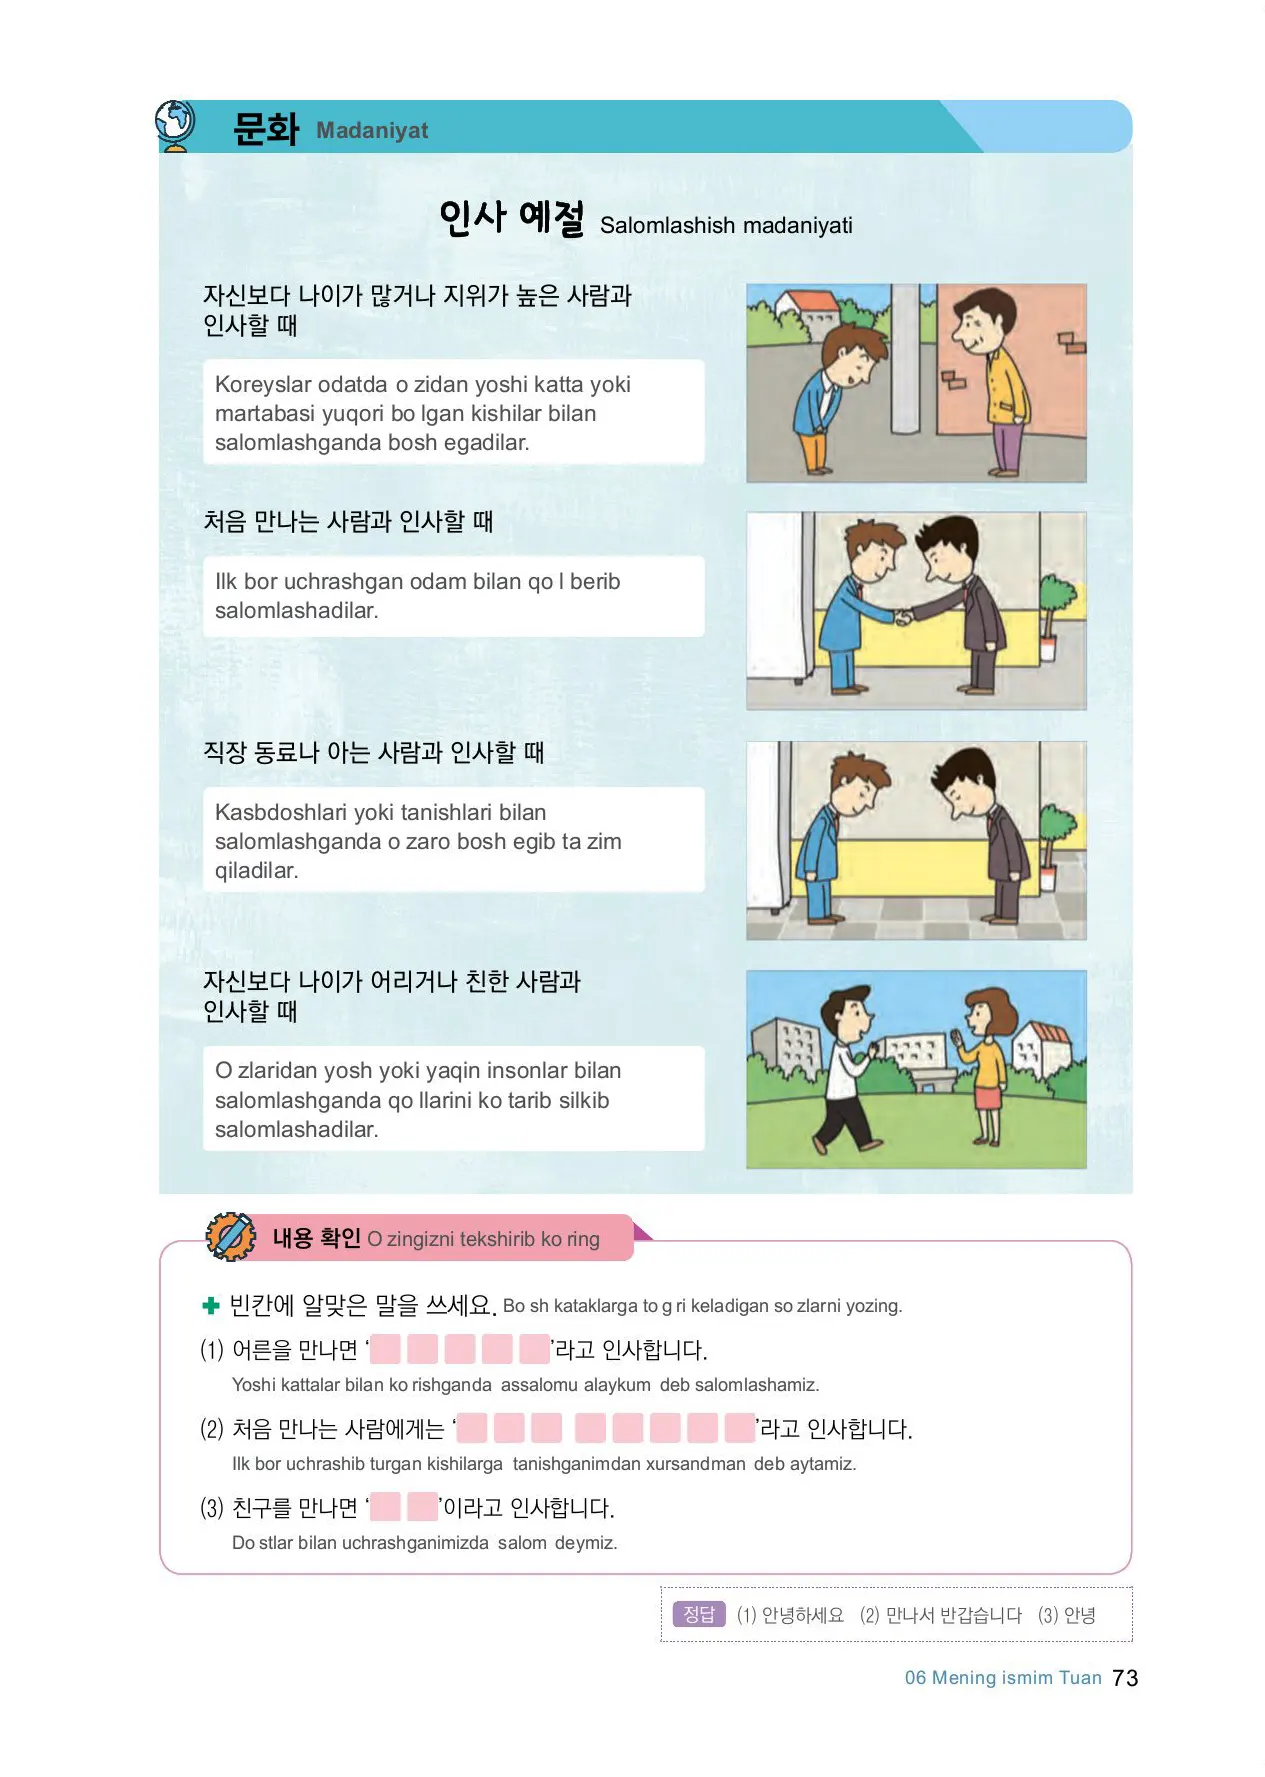 문화 Madaniyat
인사 예절 Salomlashish madaniyati
자신보다 나이가 많거나 지위가 높은 사람과
인사할 때
Koreyslar odatda o zidan yoshi katta yoki
martabasi yuqori bo lgan kishilar bilan
salomlashganda bosh egadilar.
처음 만나는 사람과 인사할 때
Ilk bor uchrashgan odam bilan qo l berib
salomlashadilar.
직장 동료나 아는 사람과 인사할 때
Kasbdoshlari yoki tanishlari bilan
salomlashganda o zaro bosh egib ta zim
qiladilar.
자신보다 나이가 어리거나 친한 사람과
인사할 때
O zlaridan yosh yoki yaqin insonlar bilan
salomlashganda qo llarini ko tarib silkib
salomlashadilar.
내용 확인 O zingizni tekshirib ko ring
빈칸에 알맞은 말을 쓰세요. Bo sh kataklarga to g ri keladigan so zlarni yozing.
(1) 어른을 만나면 ‘ ’라고 인사합니다.
Yoshi kattalar bilan ko rishganda assalomu alaykum deb salomlashamiz.
(2) 처음 만나는 사람에게는 ‘ ’라고 인사합니다.
Ilk bor uchrashib turgan kishilarga tanishganimdan xursandman deb aytamiz.
(3) 친구를 만나면 ‘ ’이라고 인사합니다.
Do stlar bilan uchrashganimizda salom deymiz.
정답 (1) 안녕하세요 (2) 만나서 반갑습니다 (3) 안녕
06 Mening ismim Tuan 73